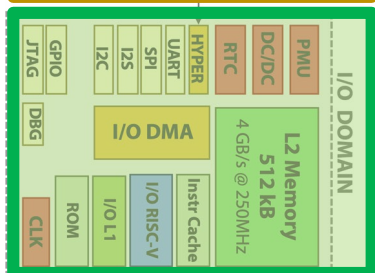 JTAG
GPIO
I2C
I2S
SPI
UART
HYPER
RTC
DC/DC
PMU
I/O DOMAIN
DBG
I/O DMA
L2 Memory
512 kB
4 GB/s @ 250MHz
CLK
ROM
I/O L1
I/O RISC-V
Instr Cache